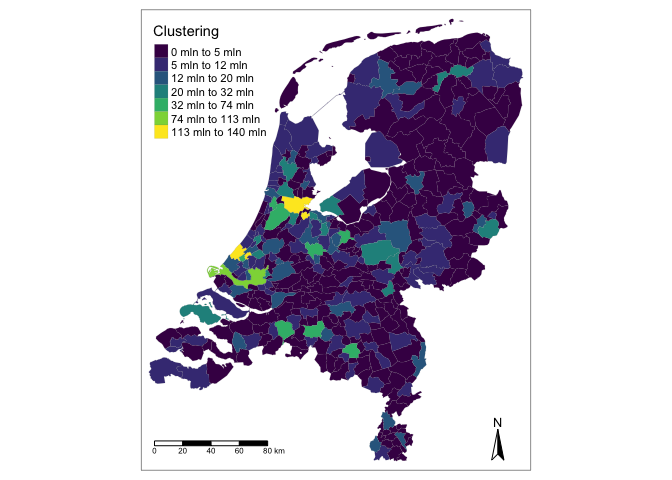 Clustering
0 mln to 5 mln
5 mln to 12 mln
12 mln to 20 mln
20 mln to 32 mln
32 mln to 74 mln
74 mln to 113 mln
113 mln to 140 mln
N
0 20 40 60 80 km